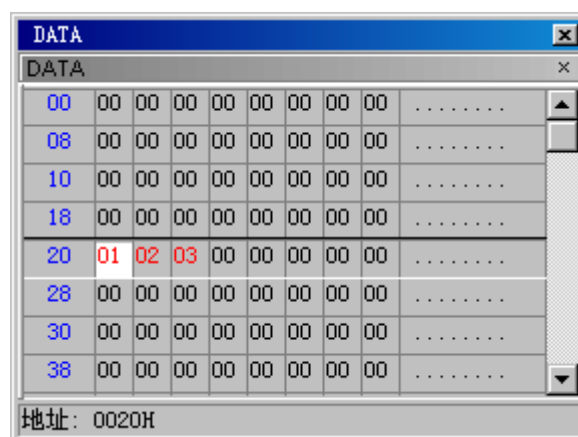 DATA
DATA
00 00 00 00 00 00 00 00 00 ........
08 00 00 00 00 00 00 00 00 ........
10 00 00 00 00 00 00 00 00 ........
18 00 00 00 00 00 00 00 00 ........
20 01 02 03 00 00 00 00 00 ........
28 00 00 00 00 00 00 00 00 ........
30 00 00 00 00 00 00 00 00 ........
38 00 00 00 00 00 00 00 00 ........
地址: 0020H